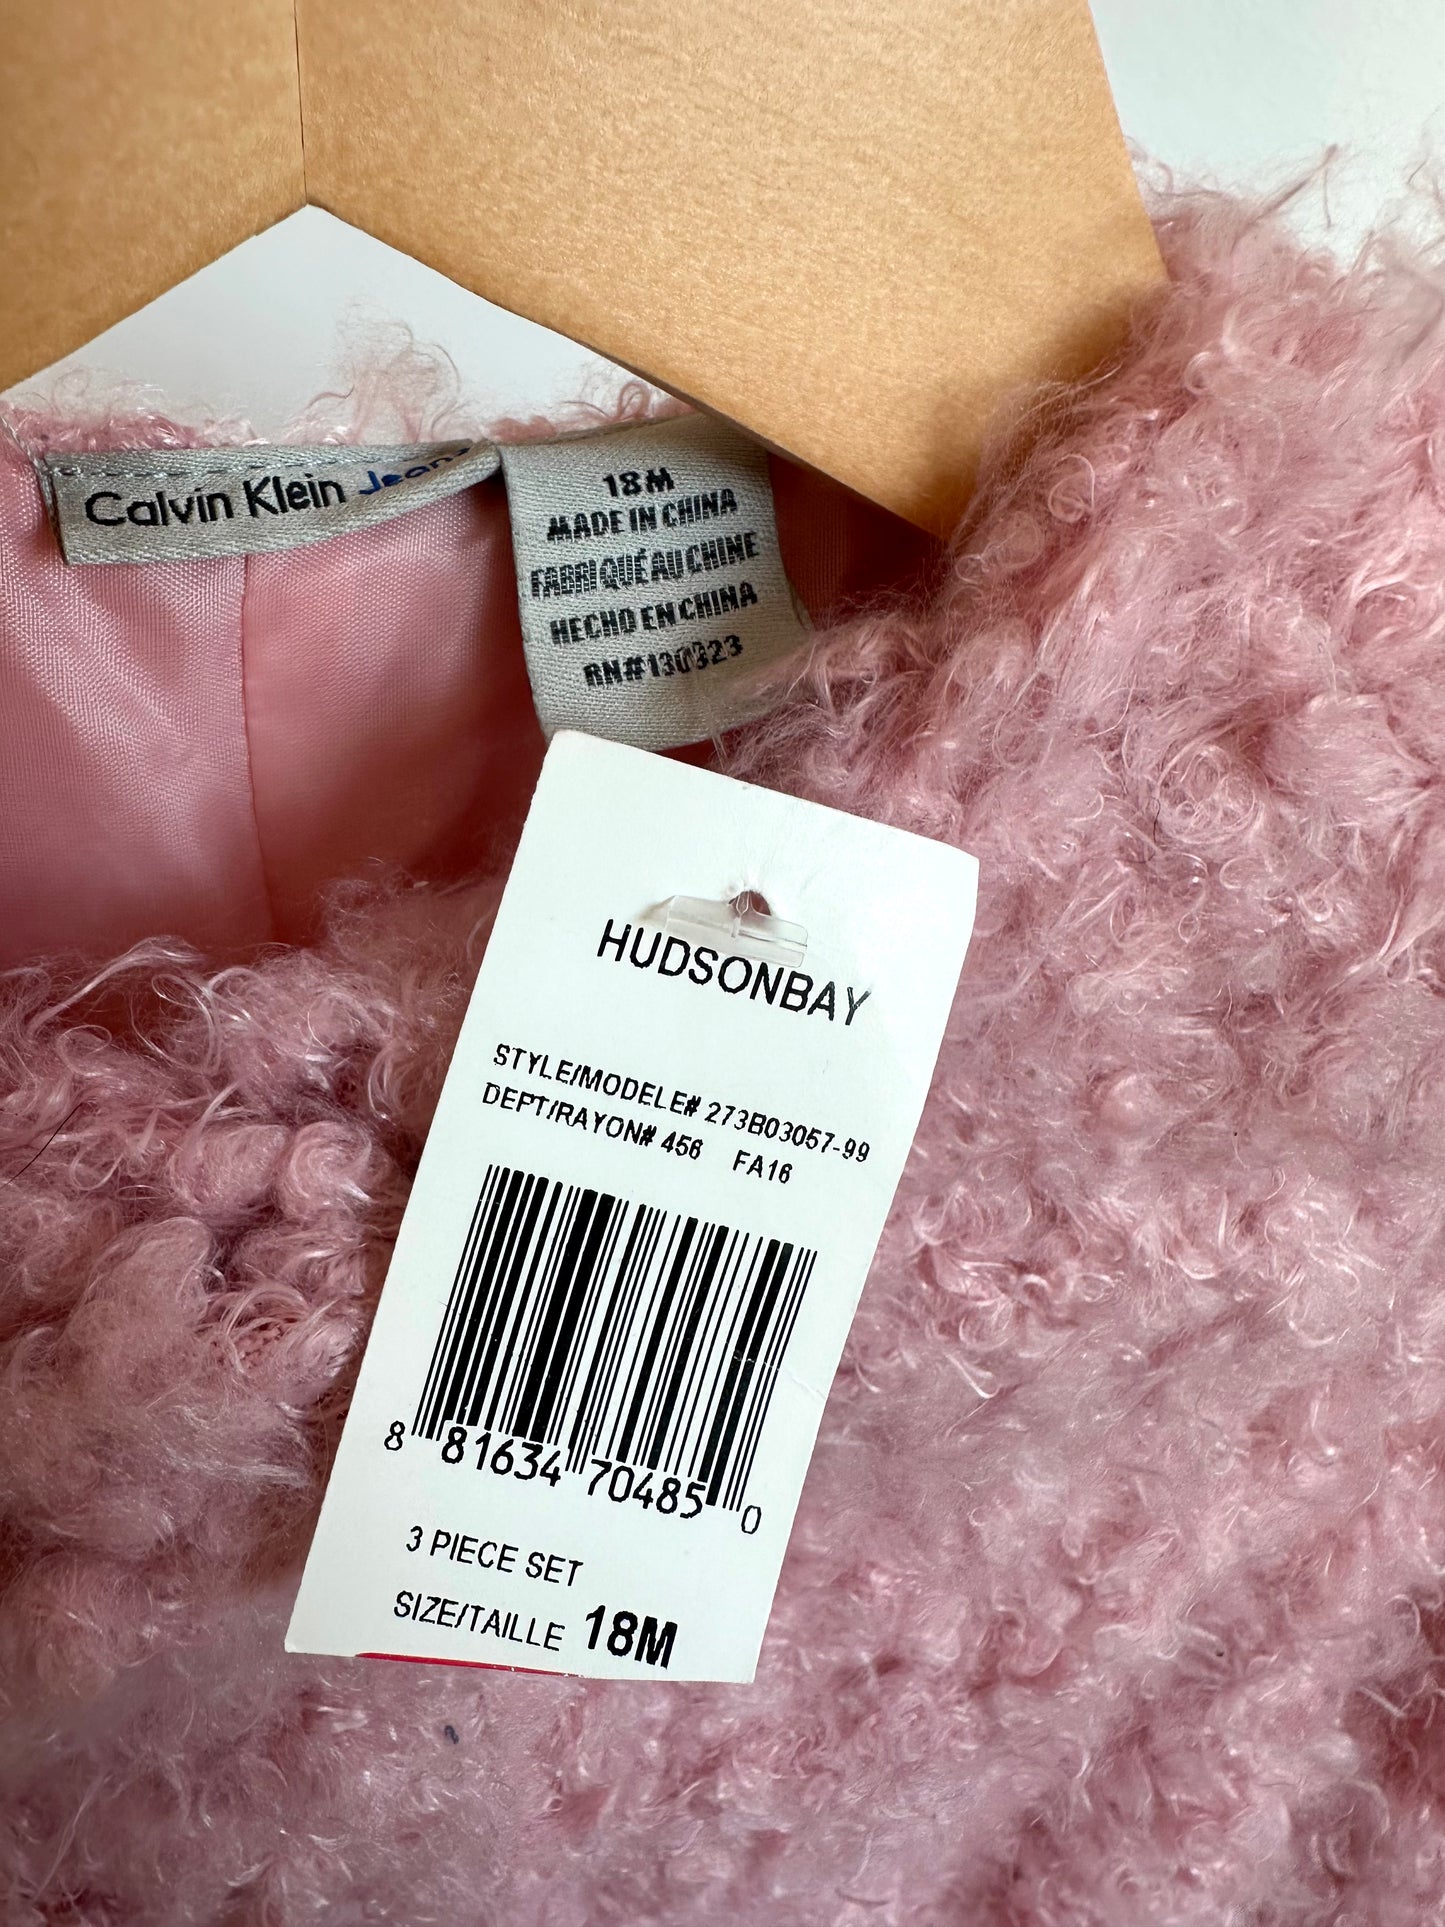 Calvin Klein Jeans
18M
MADE IN CHINA
FABRIQUÉ AU CHINE
HECHO EN CHINA
RN#130323
HUDSONBAY
STYLE/MODELE# 273B03057-99
DEPT/RAYON# 456 FA16
8 81634 70485 0
3 PIECE SET
SIZE/TAILLE 18M